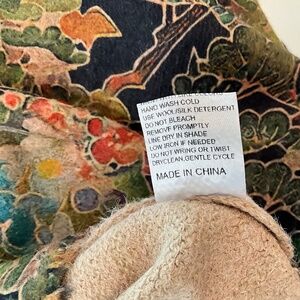 HAND WASH COLD
USE WOOL/SILK DETERGENT
DO NOT BLEACH
REMOVE PROMPTLY
LINE DRY IN SHADE
LOW IRON IF NEEDED
DO NOT WRING OR TWIST
DRYCLEAN,GENTLE CYCLE
MADE IN CHINA